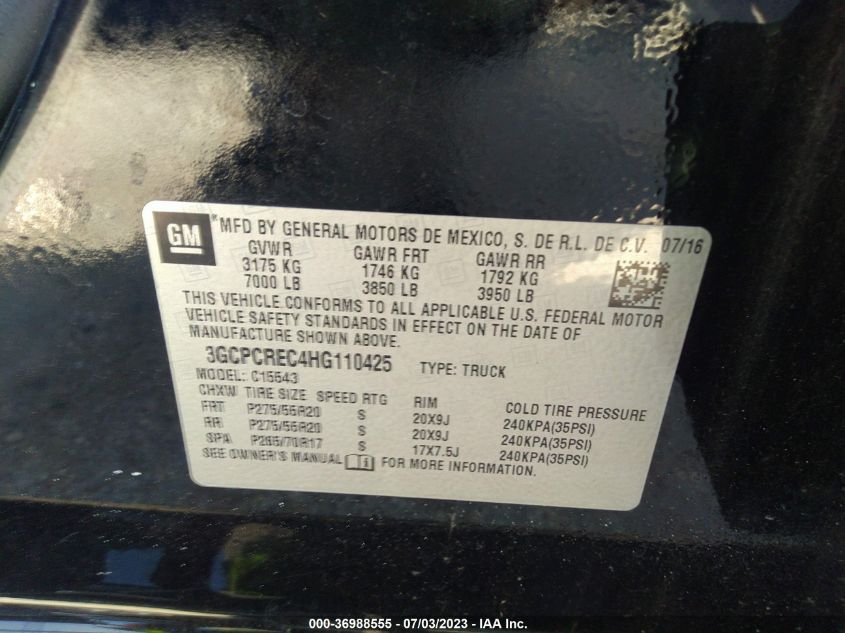 GM
MFD BY GENERAL MOTORS DE MEXICO, S. DE R.L. DE C.V. 07/16
GVWR GAWR FRT GAWR RR
3175 KG 1746 KG 1792 KG
7000 LB 3850 LB 3950 LB
THIS VEHICLE CONFORMS TO ALL APPLICABLE U.S. FEDERAL MOTOR
VEHICLE SAFETY STANDARDS IN EFFECT ON THE DATE OF
MANUFACTURE SHOWN ABOVE.
3GCPCREC4HG110425 TYPE: TRUCK
MODEL: C15543
CHXW TIRE SIZE SPEED RTG RIM COLD TIRE PRESSURE
FRT P275/55R20 S 20X9J 240KPA(35PSI)
RR P275/55R20 S 20X9J 240KPA(35PSI)
SPA P265/70R17 S 17X7.5J 240KPA(35PSI)
SEE OWNER'S MANUAL FOR MORE INFORMATION.
000-36988555 - 07/03/2023 - IAA Inc.